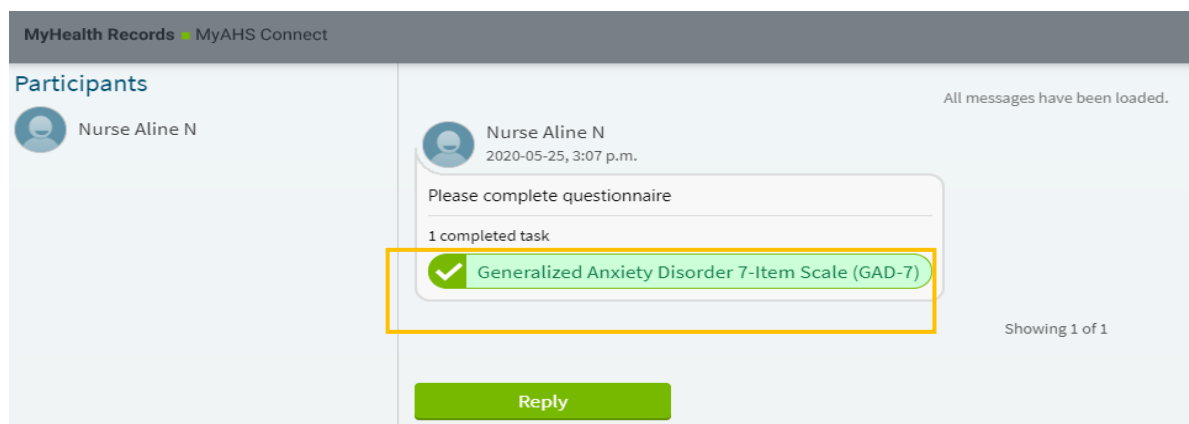 MyHealth Records MyAHS Connect
Participants
Nurse Aline N
All messages have been loaded.
Nurse Aline N
2020-05-25, 3:07 p.m.
Please complete questionnaire
1 completed task
Generalized Anxiety Disorder 7-Item Scale (GAD-7)
Showing 1 of 1
Reply